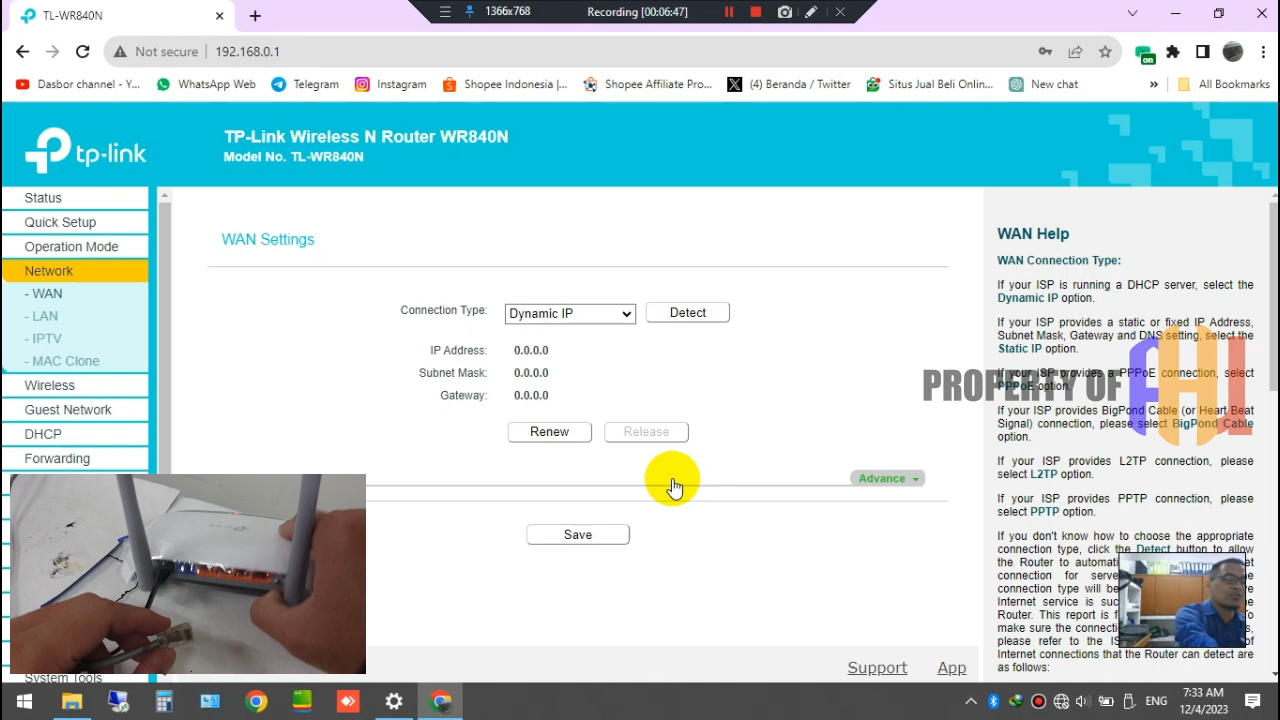 TL-WR840N
1366x768
Recording [00:06:47]
Not secure
192.168.0.1
ON
Dasbor channel - Y...
WhatsApp Web
Telegram
Instagram
Shopee Indonesia |...
Shopee Affiliate Pro...
(4) Beranda / Twitter
Situs Jual Beli Onlin...
New chat
»
All Bookmarks
tp-link
TP-Link Wireless N Router WR840N
Model No. TL-WR840N
Status
Quick Setup
Operation Mode
Network
- WAN
- LAN
- IPTV
- MAC Clone
Wireless
Guest Network
DHCP
Forwarding
System Tools
WAN Settings
Connection Type:
Dynamic IP
Detect
IP Address:
0.0.0.0
Subnet Mask:
0.0.0.0
Gateway:
0.0.0.0
Renew
Release
Advance
Save
Support
App
WAN Help
WAN Connection Type:
If your ISP is running a DHCP server, select the
Dynamic IP option.
If your ISP provides a static or fixed IP Address,
Subnet Mask, Gateway and DNS setting, select the
Static IP option.
If your ISP provides a PPPoE connection, select
PPPoE option.
If your ISP provides BigPond Cable (or Heart Beat
Signal) connection, please select BigPond Cable
option.
If your ISP provides L2TP connection, please
select L2TP option.
If your ISP provides PPTP connection, please
select PPTP option.
If you don't know how to choose the appropriate
connection type, click the Detect button to allow
the Router to automati
connection for serve
connection type will be
Internet service is suc
Router. This report is f
make sure the connecti
please refer to the IS
of
Internet connections that the Router can detect are
as follows:
PROPERTY OF
AHL
ENG
7:33 AM
12/4/2023